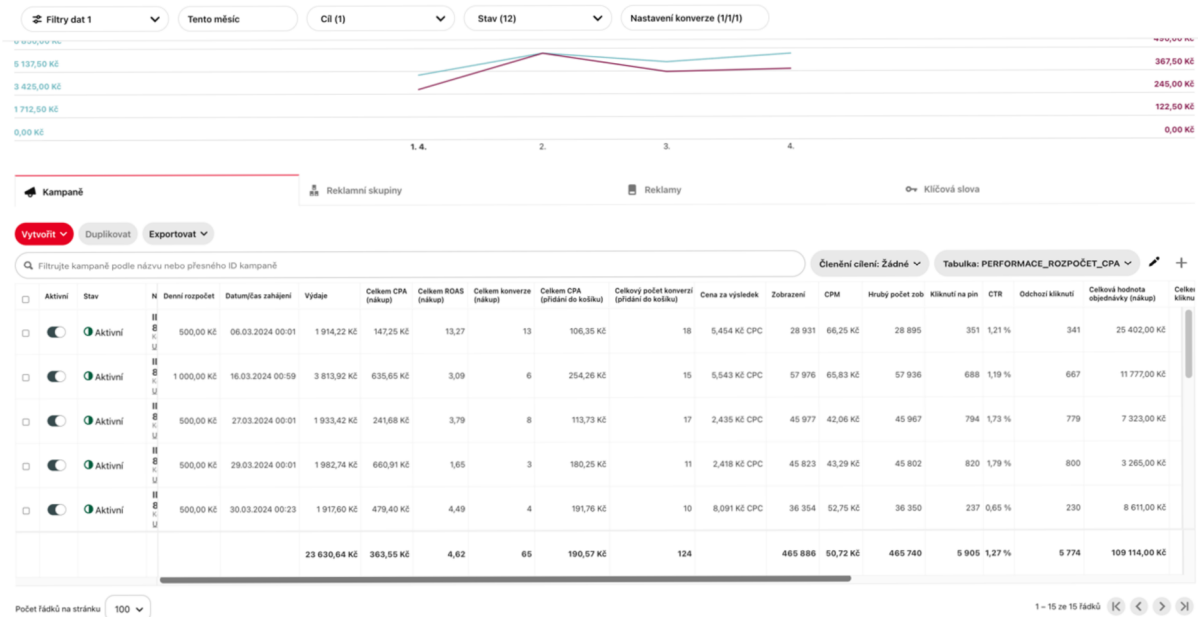 Filtry dat 1 Tento měsíc Cíl (1) Stav (12) Nastavení konverze (1/1/1)
5 137,50 Kč 367,50 Kč
3 425,00 Kč 245,00 Kč
1 712,50 Kč 122,50 Kč
0,00 Kč 0,00 Kč
1. 4. 2. 3. 4.
Kampaně Reklamní skupiny Reklamy Klíčová slova
Vytvořit Duplikovat Exportovat
Filtrujte kampaně podle názvu nebo přesného ID kampaně Členění cílení: Žádné Tabulka: PERFORMACE_ROZPOČET_CPA
Aktivní Stav N Denní rozpočet Datum/čas zahájení Výdaje Celkem CPA (nákup) Celkem ROAS (nákup) Celkem konverze (nákup) Celkem CPA (přidání do košíku) Celkový počet konverzí (přidání do košíku) Cena za výsledek Zobrazení CPM Hrubý počet zob Kliknutí na pin CTR Odchozí kliknutí Celková hodnota objednávky (nákup)
Aktivní 500,00 Kč 06.03.2024 00:01 1 914,22 Kč 147,25 Kč 13,27 13 106,35 Kč 18 5,454 Kč CPC 28 931 66,25 Kč 28 895 351 1,21 % 341 25 402,00 Kč
Aktivní 1 000,00 Kč 16.03.2024 00:59 3 813,92 Kč 635,65 Kč 3,09 6 254,26 Kč 15 5,543 Kč CPC 57 976 65,83 Kč 57 936 688 1,19 % 667 11 777,00 Kč
Aktivní 500,00 Kč 27.03.2024 00:01 1 933,42 Kč 241,68 Kč 3,79 8 113,73 Kč 17 2,435 Kč CPC 45 977 42,06 Kč 45 967 794 1,73 % 779 7 323,00 Kč
Aktivní 500,00 Kč 29.03.2024 00:01 1 982,74 Kč 660,91 Kč 1,65 3 180,25 Kč 11 2,418 Kč CPC 45 823 43,29 Kč 45 802 820 1,79 % 800 3 265,00 Kč
Aktivní 500,00 Kč 30.03.2024 00:23 1 917,60 Kč 479,40 Kč 4,49 4 191,76 Kč 10 8,091 Kč CPC 36 354 52,75 Kč 36 350 237 0,65 % 230 8 611,00 Kč
23 630,64 Kč 363,55 Kč 4,62 65 190,57 Kč 124 465 886 50,72 Kč 465 740 5 905 1,27 % 5 774 109 114,00 Kč
Počet řádků na stránku 100 1 – 15 ze 15 řádků